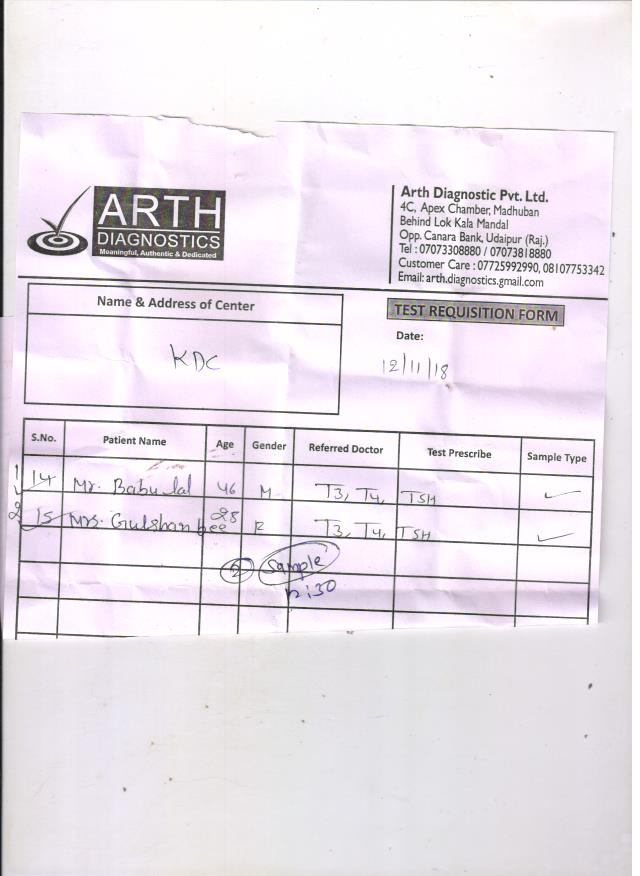 ARTH
DIAGNOSTICS
Meaningful, Authentic & Dedicated
Arth Diagnostic Pvt. Ltd.
4C, Apex Chamber, Madhuban
Behind Lok Kala Mandal
Opp. Canara Bank, Udaipur (Raj.)
Tel : 07073308880 / 07073818880
Customer Care : 07725992990, 08107753342
Email: arth.diagnostics.gmail.com
Name & Address of Center
KDC
TEST REQUISITION FORM
Date:
12/11/18
S.No. Patient Name Age Gender Referred Doctor Test Prescribe Sample Type
1 14 Mr. Babulal 46 M T3, T4, TSH ✓
2 15 Mrs. Gulshan bee 28 T3, T4, TSH ✓
2 Sample
:30